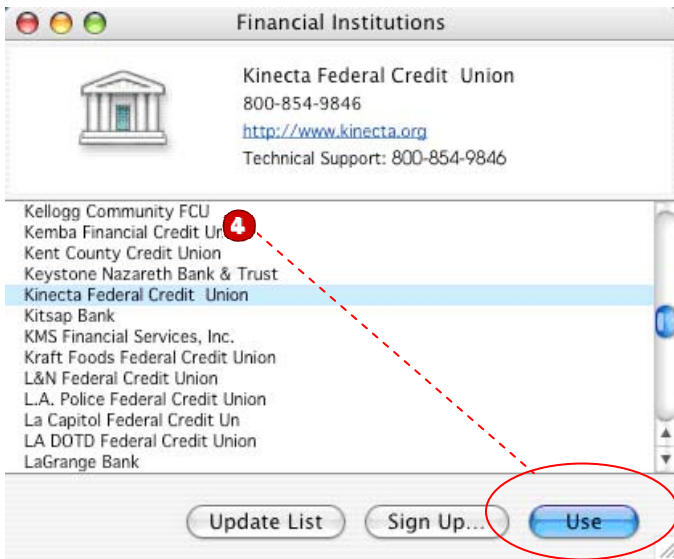 Financial Institutions
Kinecta Federal Credit Union
800-854-9846
http://www.kinecta.org
Technical Support: 800-854-9846
Kellogg Community FCU
Kemba Financial Credit Un
4
Kent County Credit Union
Keystone Nazareth Bank & Trust
Kinecta Federal Credit Union
Kitsap Bank
KMS Financial Services, Inc.
Kraft Foods Federal Credit Union
L&N Federal Credit Union
L.A. Police Federal Credit Union
La Capitol Federal Credit Un
LA DOTD Federal Credit Union
LaGrange Bank
Update List Sign Up... Use